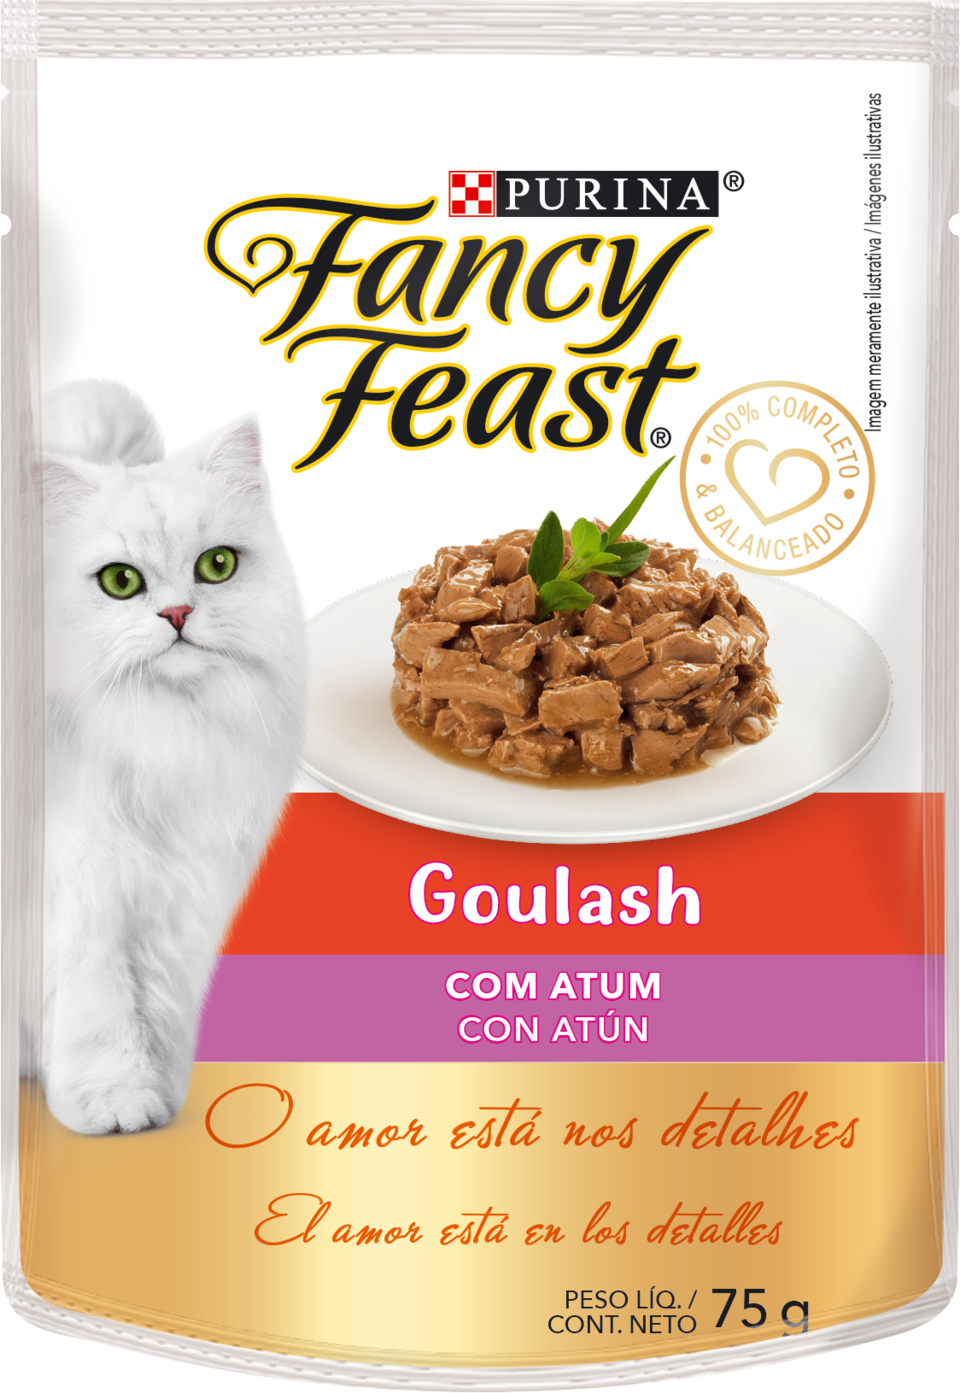 PURINA®
Fancy
Feast®
Imagem meramente ilustrativa / Imágenes ilustrativas
100% COMPLETO
& BALANCEADO
Goulash
COM ATUM
CON ATÚN
O amor está nos detalhes
El amor está en los detalles
PESO LÍQ. /
CONT. NETO 75 g